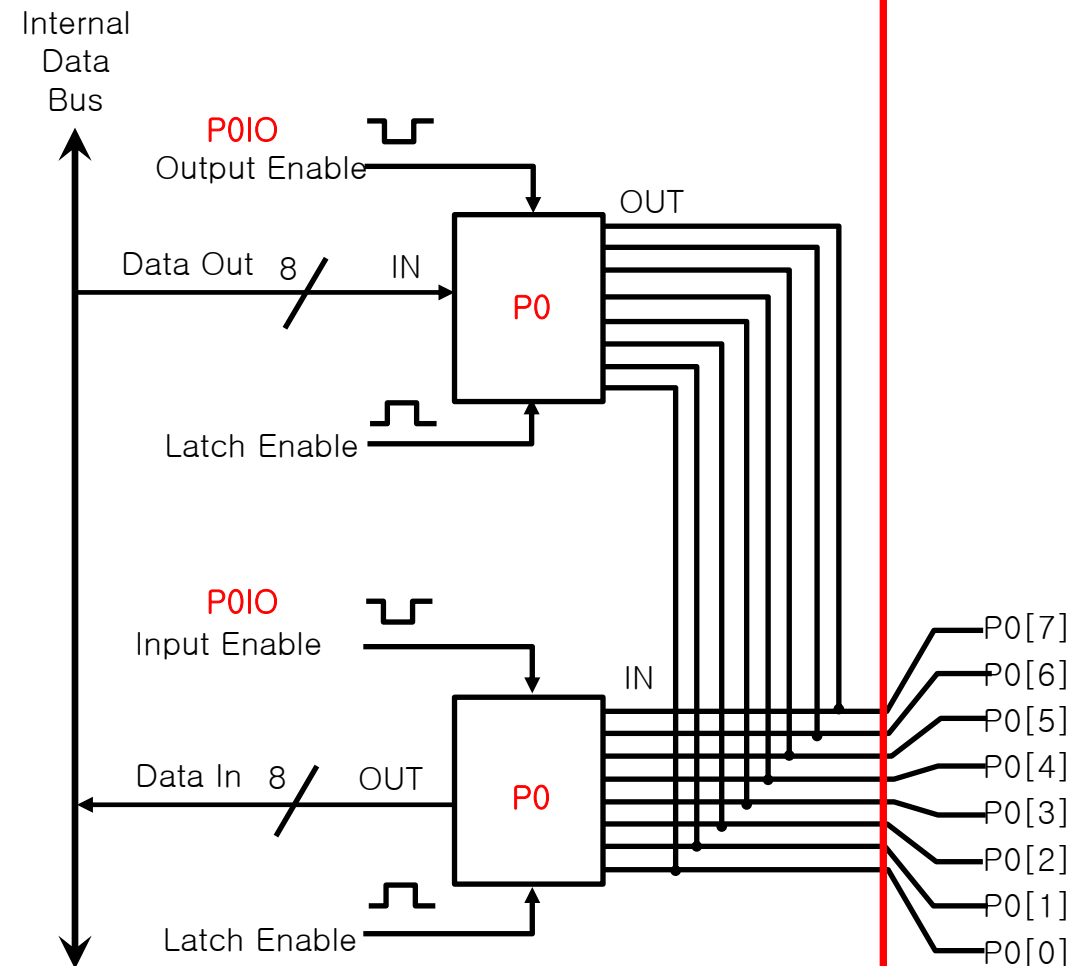 Internal
Data
Bus
P0IO
Output Enable
OUT
Data Out 8 IN
P0
Latch Enable
P0IO
Input Enable
IN
Data In 8 OUT
P0
Latch Enable
P0[7]
P0[6]
P0[5]
P0[4]
P0[3]
P0[2]
P0[1]
P0[0]